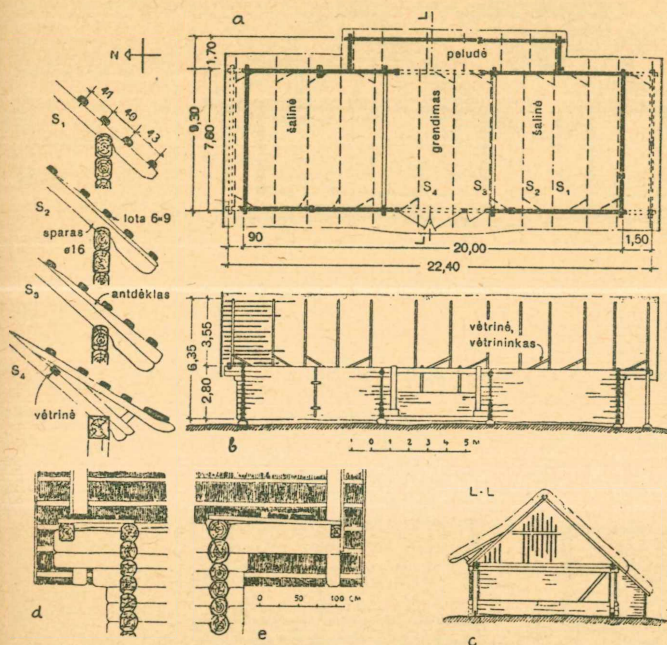 a
N
L
1,70
9,30
7,60
peludė
šalinė
grendimas
šalinė
S₄
S₃
S₂
S₁
L
90
20,00
1,50
22,40
41
40
43
S₁
S₂
lota 6×9
sparas
ø16
S₃
antdėklas
S₄
vėtrinė
6,35
3,55
2,80
vėtrinė,
vėtrininkas
b
1 0 1 2 3 4 5 M
L-L
d
0 50 100 CM
e
c